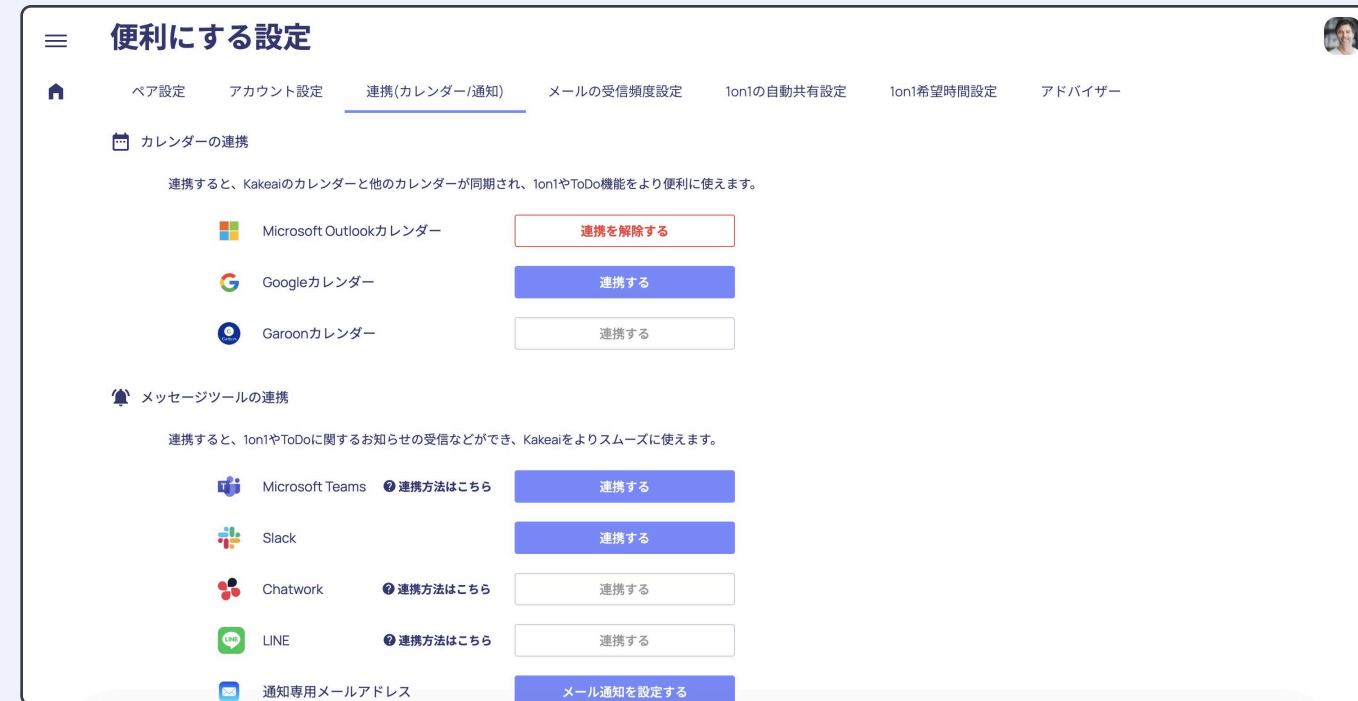 便利にする設定
ペア設定 アカウント設定 連携(カレンダー/通知) メールの受信頻度設定 1on1の自動共有設定 1on1希望時間設定 アドバイザー
カレンダーの連携
連携すると、Kakeaiのカレンダーと他のカレンダーが同期され、1on1やToDo機能をより便利に使えます。
Microsoft Outlookカレンダー 連携を解除する
Googleカレンダー 連携する
Garoonカレンダー 連携する
メッセージツールの連携
連携すると、1on1やToDoに関するお知らせの受信などができ、Kakeaiをよりスムーズに使えます。
Microsoft Teams 連携方法はこちら 連携する
Slack 連携する
Chatwork 連携方法はこちら 連携する
LINE 連携方法はこちら 連携する
通知専用メールアドレス メール通知を設定する